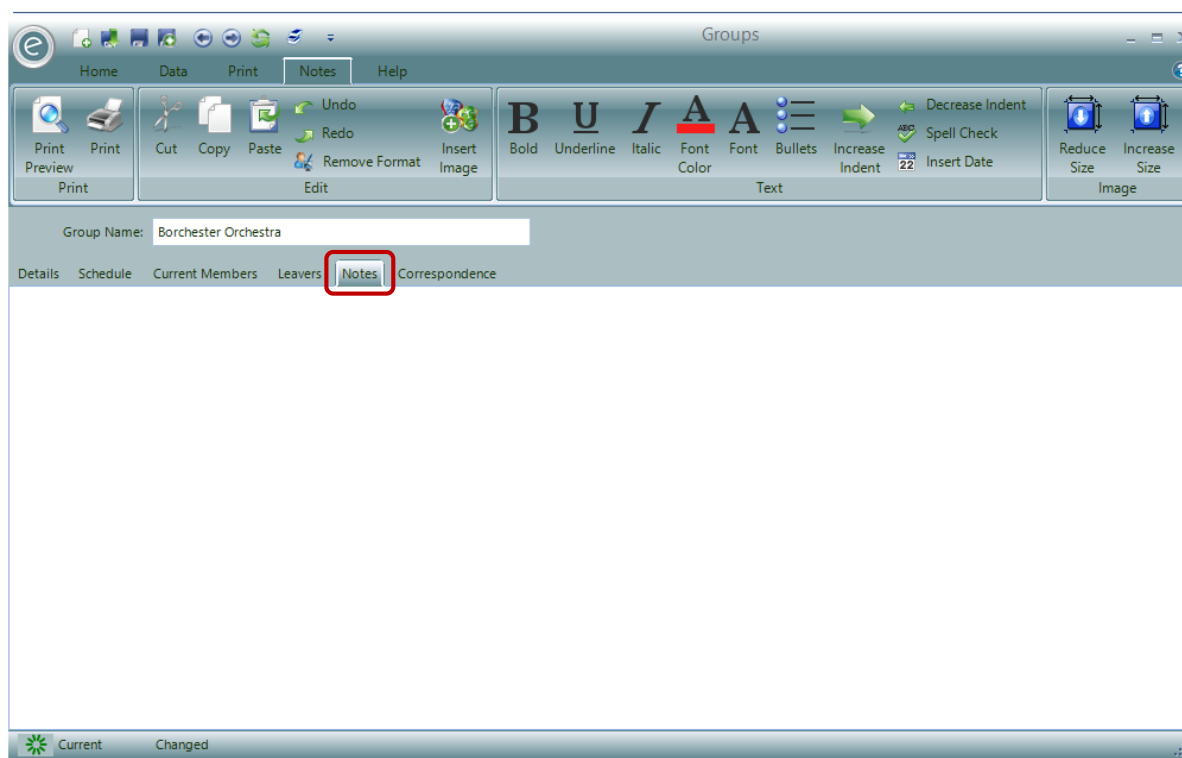 Groups
Home Data Print Notes Help
Print Preview
Print
Print
Cut
Copy
Paste
Undo
Redo
Remove Format
Insert Image
Edit
B
Bold
U
Underline
I
Italic
A
Font Color
A
Font
Bullets
Increase Indent
Decrease Indent
ABC
Spell Check
22
Insert Date
Text
Reduce Size
Increase Size
Image
Group Name: Borchester Orchestra
Details Schedule Current Members Leavers Notes Correspondence
Current Changed